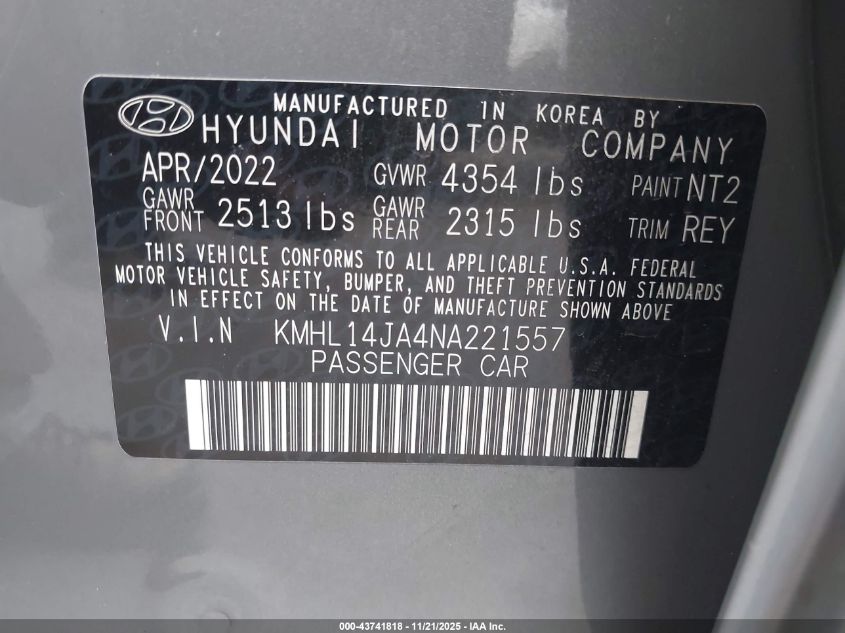 MANUFACTURED IN KOREA BY
HYUNDAI MOTOR COMPANY
APR/2022 GVWR 4354 lbs PAINT NT2
GAWR FRONT 2513 lbs GAWR REAR 2315 lbs TRIM REY
THIS VEHICLE CONFORMS TO ALL APPLICABLE U.S.A. FEDERAL
MOTOR VEHICLE SAFETY, BUMPER, AND THEFT PREVENTION STANDARDS
IN EFFECT ON THE DATE OF MANUFACTURE SHOWN ABOVE
V.I.N KMHL14JA4NA221557
PASSENGER CAR
000-43741818 - 11/21/2025 - IAA Inc.